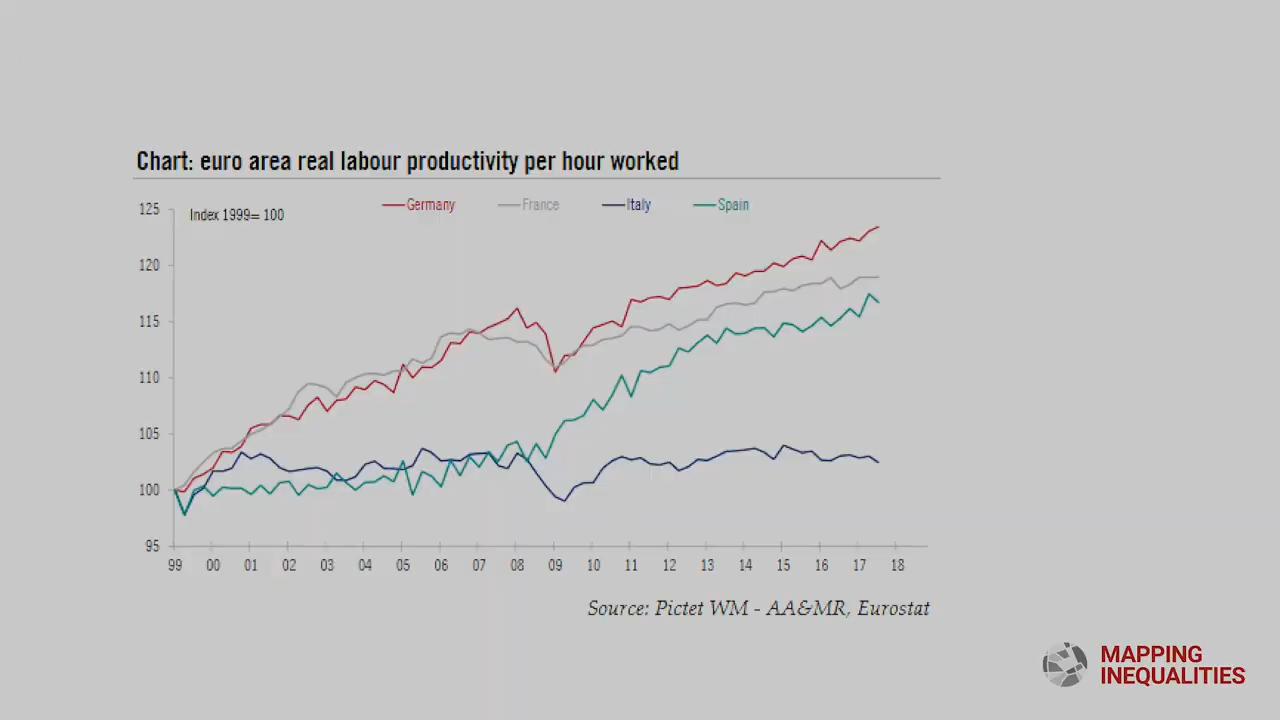 Chart: euro area real labour productivity per hour worked
Index 1999= 100
Germany France Italy Spain
125
120
115
110
105
100
95
99 00 01 02 03 04 05 06 07 08 09 10 11 12 13 14 15 16 17 18
Source: Pictet WM - AA&MR, Eurostat
MAPPING
INEQUALITIES